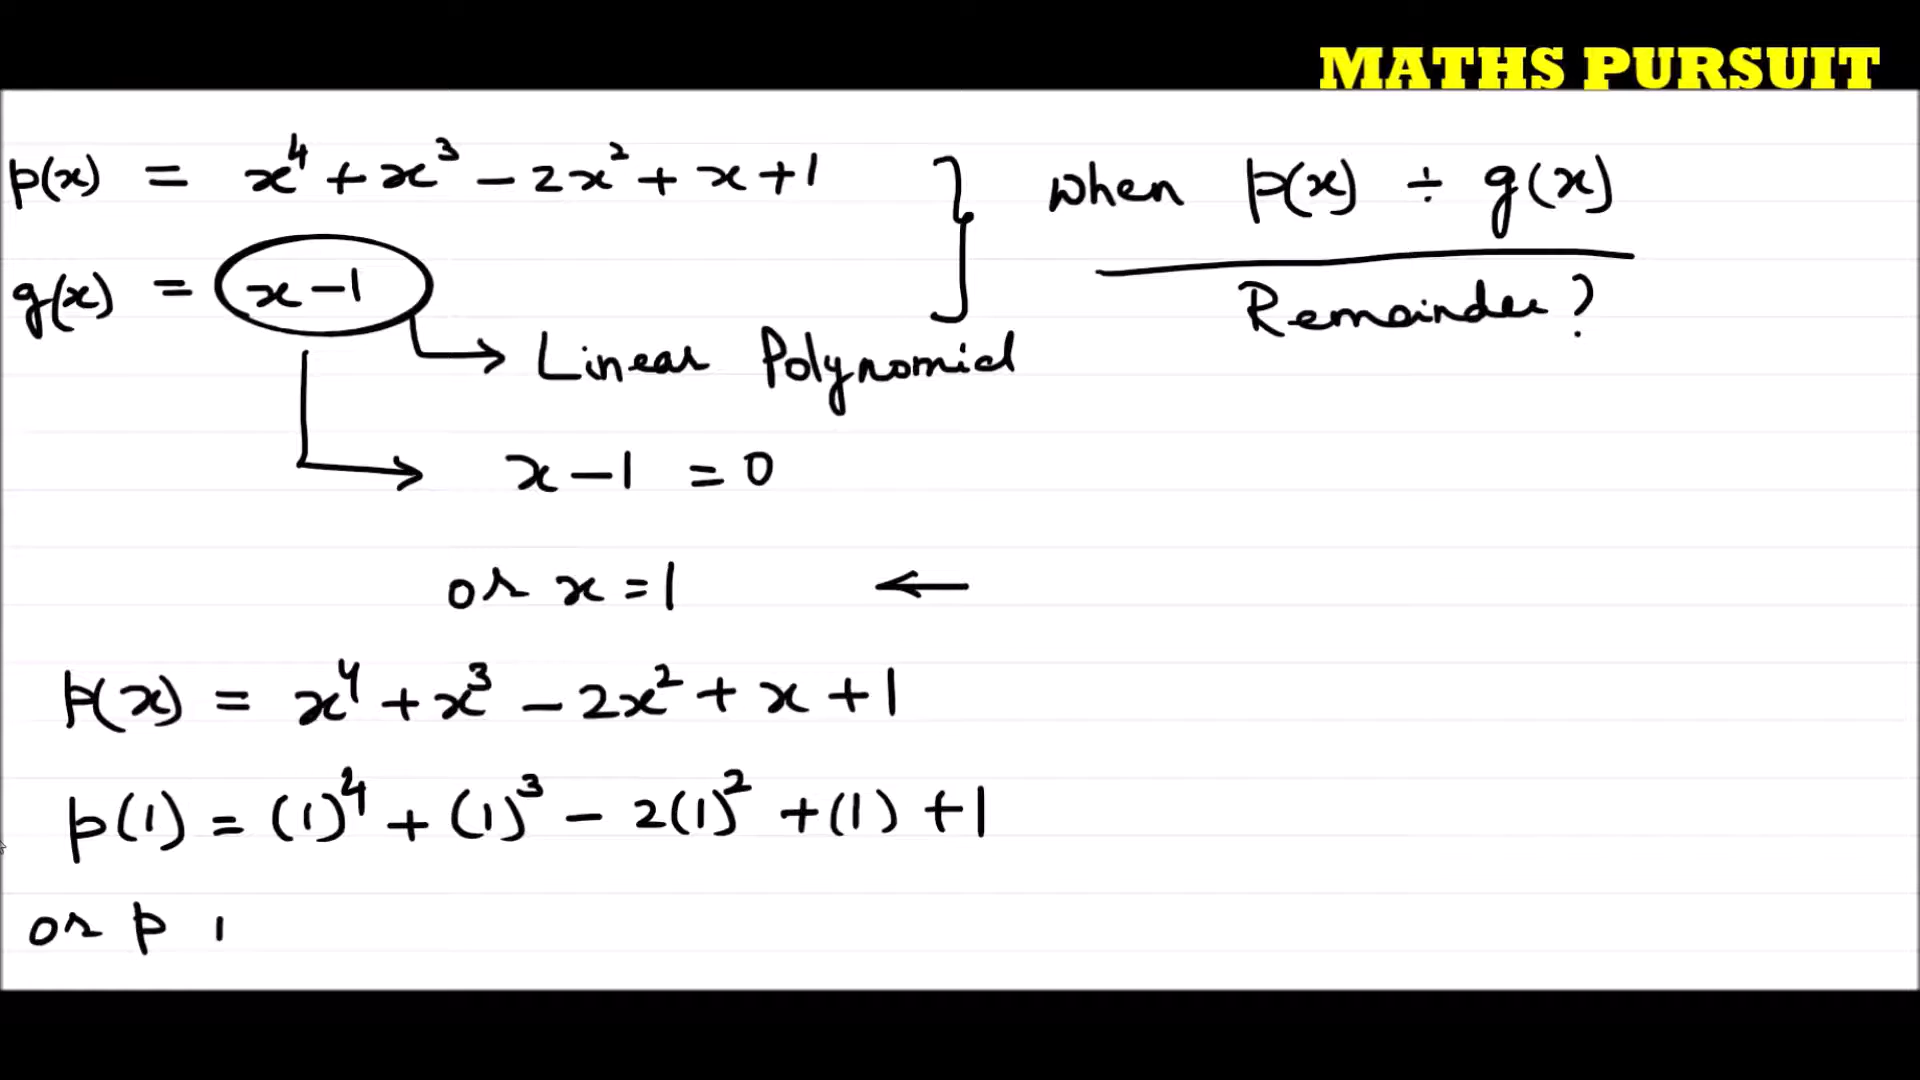 MATHS PURSUIT
p(x) = x⁴ + x³ - 2x² + x + 1
when p(x) ÷ g(x)
g(x) = x - 1
Remainder ?
Linear Polynomial
x - 1 = 0
or x = 1 ←
p(x) = x⁴ + x³ - 2x² + x + 1
p(1) = (1)⁴ + (1)³ - 2(1)² + (1) + 1
or p ı